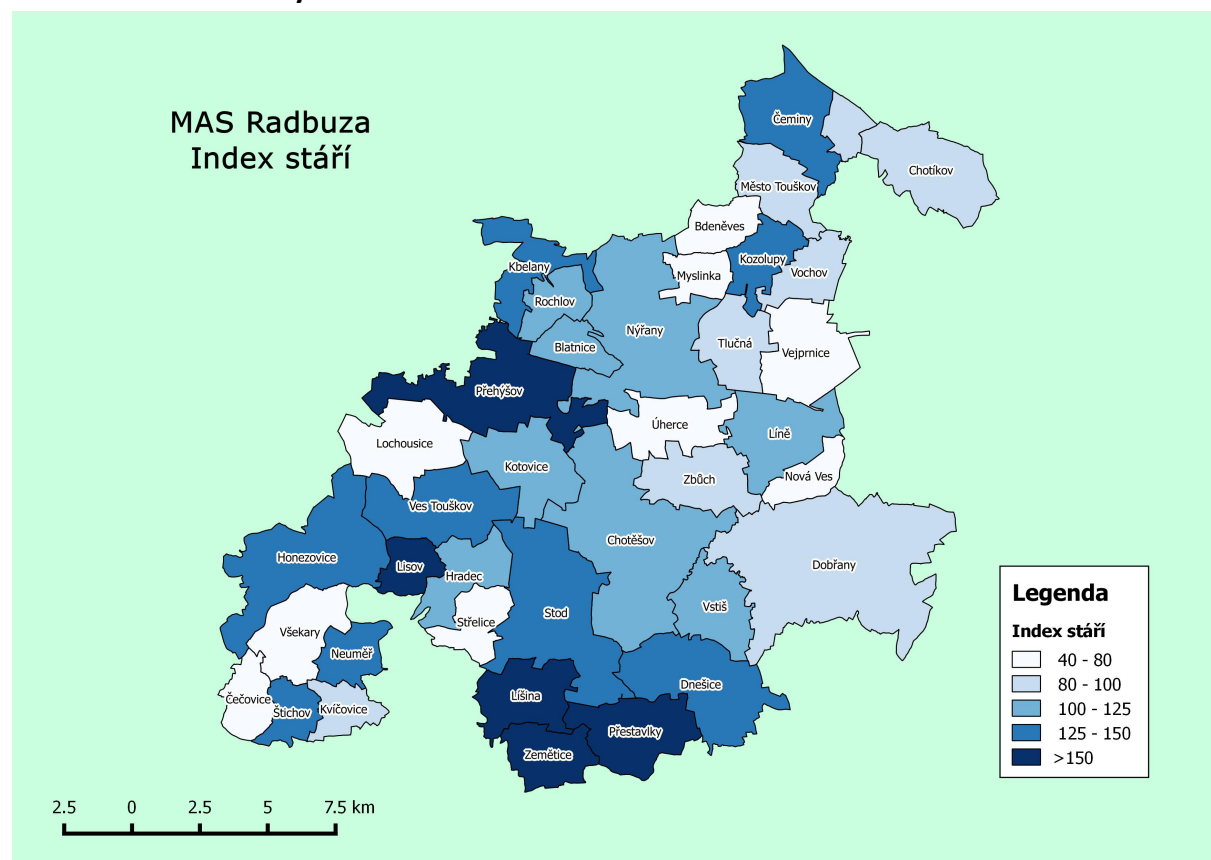 MAS Radbuza
Index stáří
Čeminy
Chotíkov
Město Touškov
Bdeněves
Kozolupy
Vochov
Kbelany
Myslinka
Rochlov
Nýřany
Blatnice
Tlučná
Vejprnice
Přehýšov
Úherce
Líně
Lochousice
Kotovice
Zbůch
Nová Ves
Ves Touškov
Chotěšov
Honezovice
Lisov
Hradec
Dobřany
Stod
Vstiš
Střelice
Všekary
Neuměř
Dnešice
Líšina
Čečovice
Štichov
Kvíčovice
Přestavlky
Zemětice
Legenda
Index stáří
40 - 80
80 - 100
100 - 125
125 - 150
>150
2.5 0 2.5 5 7.5 km